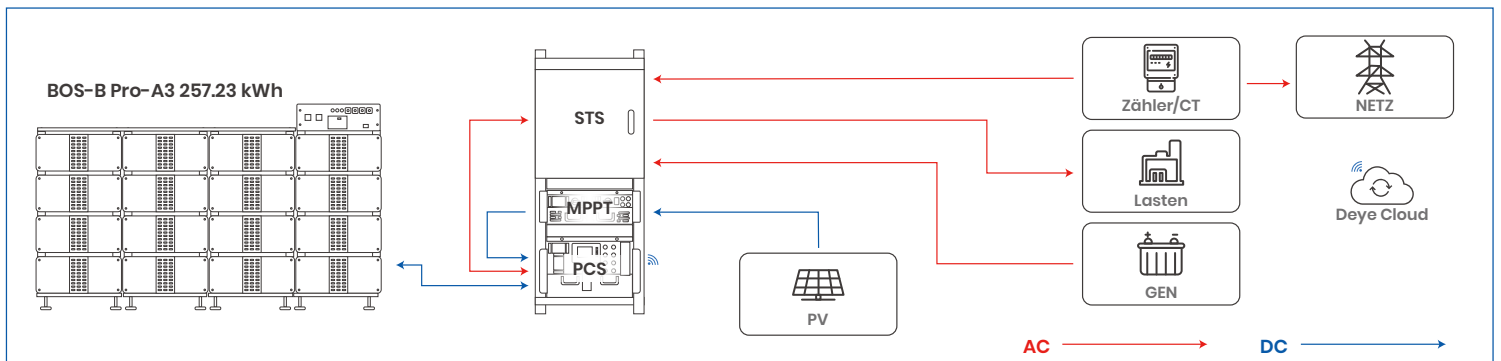 BOS-B Pro-A3 257.23 kWh
STS
MPPT
PCS
PV
Zähler/CT
NETZ
Lasten
Deye Cloud
GEN
AC
DC